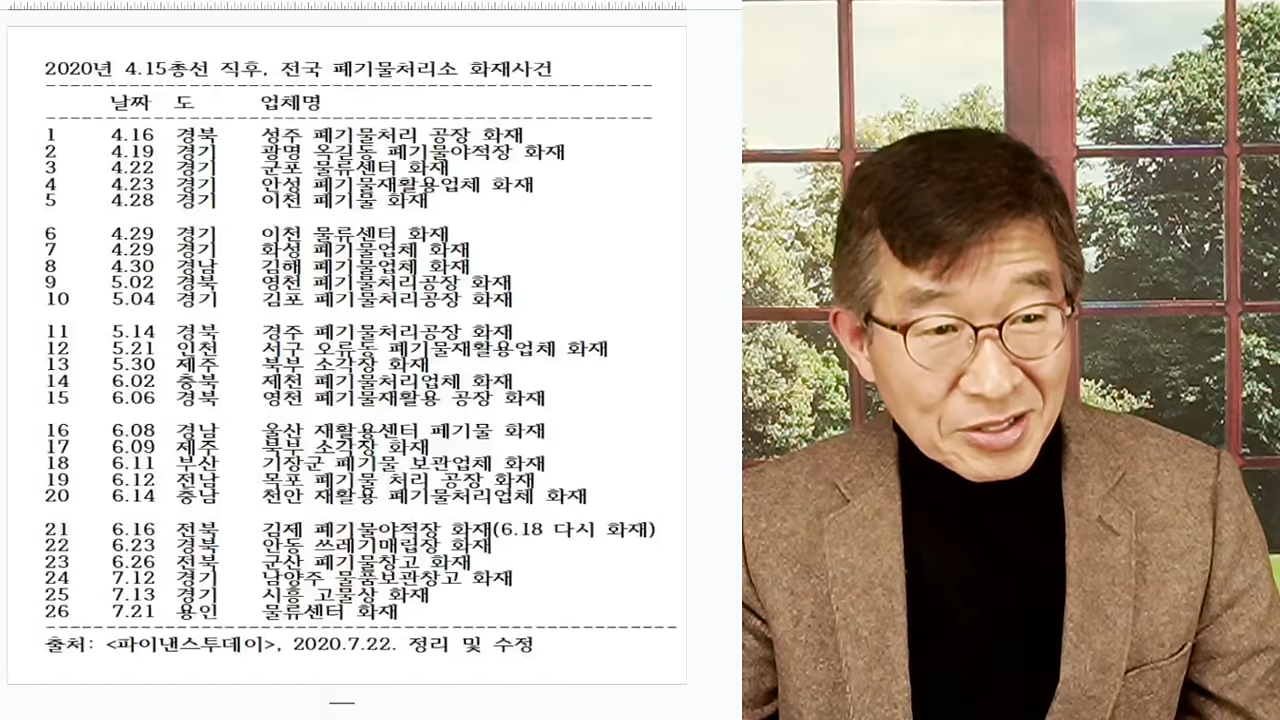 2020년 4.15총선 직후, 전국 폐기물처리소 화재사건
날짜 도 업체명
1 4.16 경북 성주 폐기물처리 공장 화재
2 4.19 경기 광명 옥길동 폐기물야적장 화재
3 4.22 경기 군포 물류센터 화재
4 4.23 경기 안성 폐기물재활용업체 화재
5 4.28 경기 이천 폐기물 화재
6 4.29 경기 이천 물류센터 화재
7 4.29 경기 화성 폐기물업체 화재
8 4.30 경남 김해 폐기물업체 화재
9 5.02 경북 영천 폐기물처리공장 화재
10 5.04 경기 김포 폐기물처리공장 화재
11 5.14 경북 경주 폐기물처리공장 화재
12 5.21 인천 서구 오류동 폐기물재활용업체 화재
13 5.30 제주 북부 소각장 화재
14 6.02 충북 제천 폐기물처리업체 화재
15 6.06 경북 영천 폐기물재활용 공장 화재
16 6.08 경남 울산 재활용센터 폐기물 화재
17 6.09 제주 북부 소각장 화재
18 6.11 부산 기장군 폐기물 보관업체 화재
19 6.12 전남 목포 폐기물 처리 공장 화재
20 6.14 충남 천안 재활용 폐기물처리업체 화재
21 6.16 전북 김제 폐기물야적장 화재(6.18 다시 화재)
22 6.23 경북 안동 쓰레기매립장 화재
23 6.26 전북 군산 폐기물창고 화재
24 7.12 경기 남양주 물품보관창고 화재
25 7.13 경기 시흥 고물상 화재
26 7.21 용인 물류센터 화재
출처: <파이낸스투데이>, 2020.7.22. 정리 및 수정